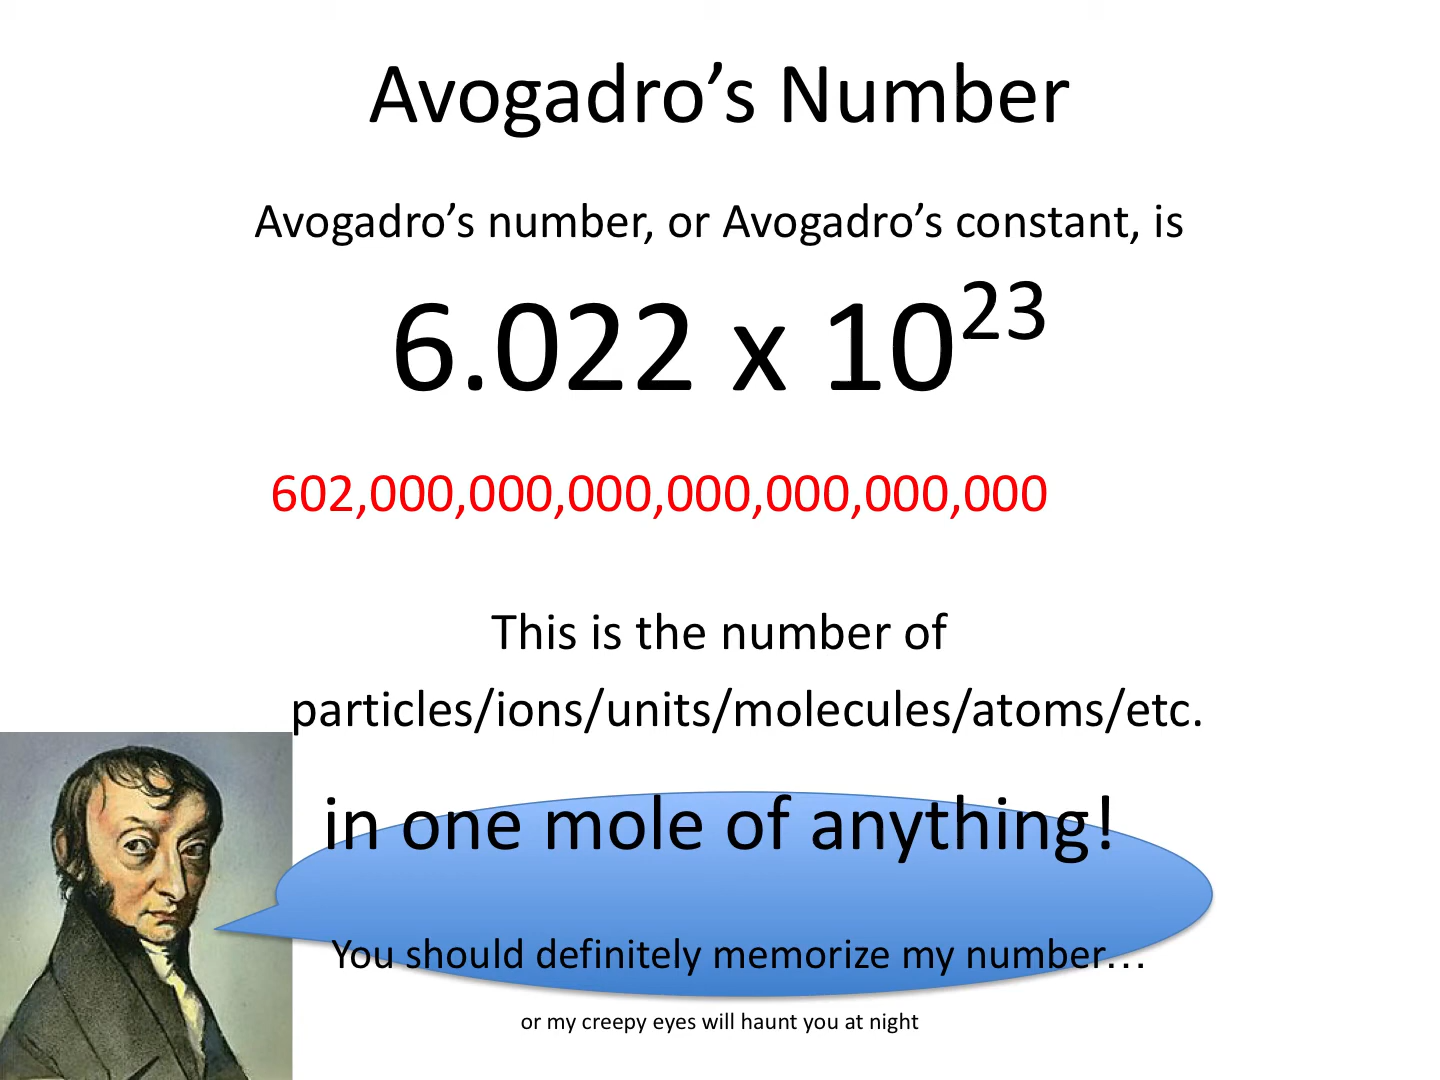 Avogadro’s Number
Avogadro’s number, or Avogadro’s constant, is
6.022 x 10²³
602,000,000,000,000,000,000,000
This is the number of
particles/ions/units/molecules/atoms/etc.
in one mole of anything!
You should definitely memorize my number…
or my creepy eyes will haunt you at night